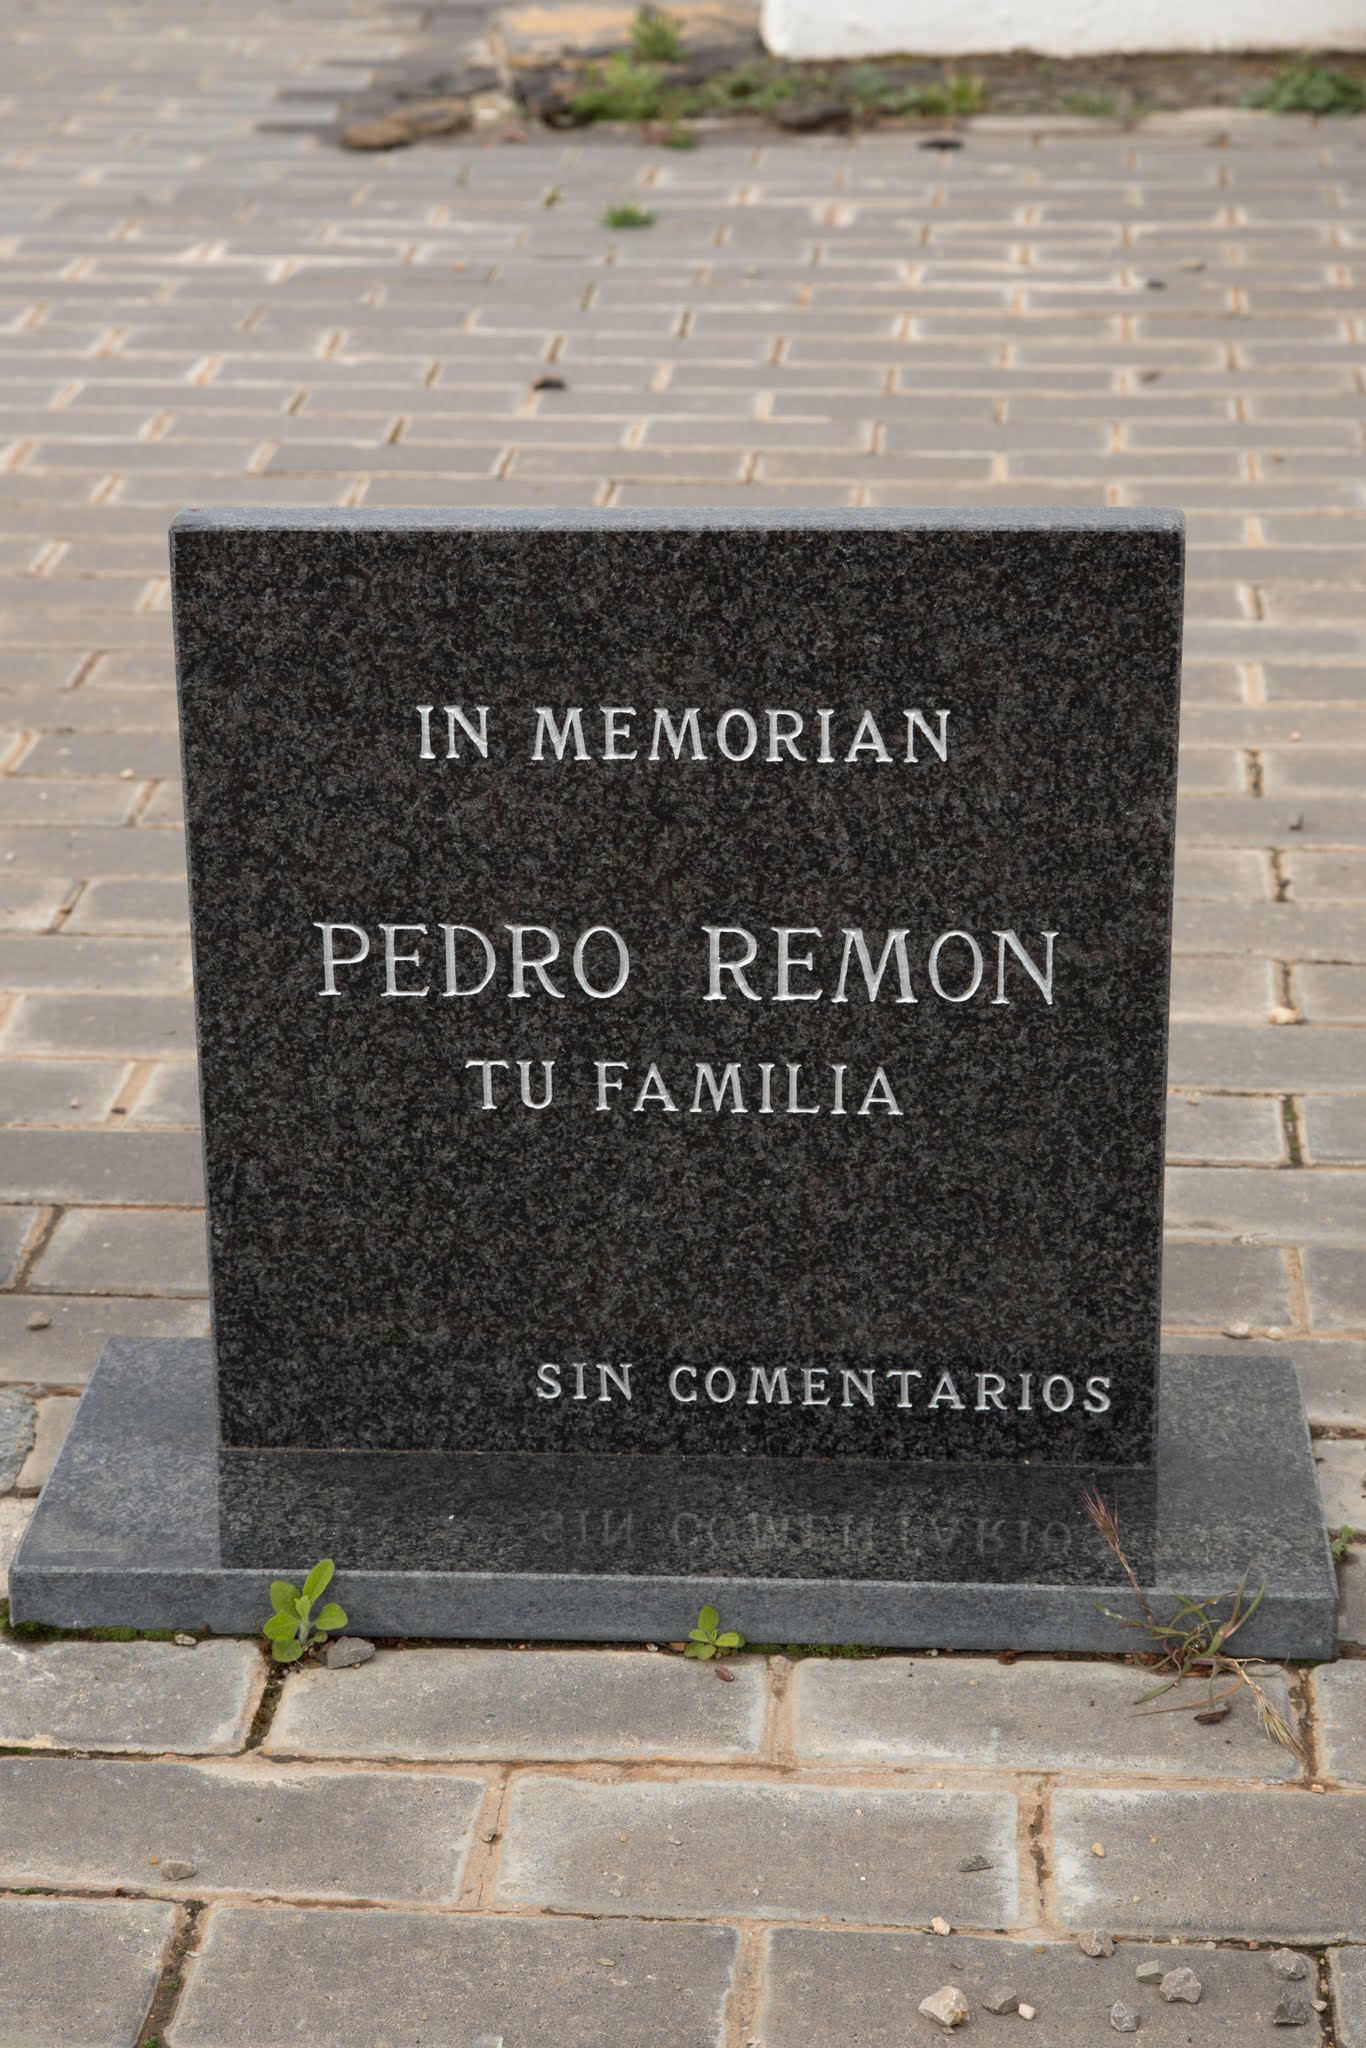 IN MEMORIAN
PEDRO REMON
TU FAMILIA
SIN COMENTARIOS